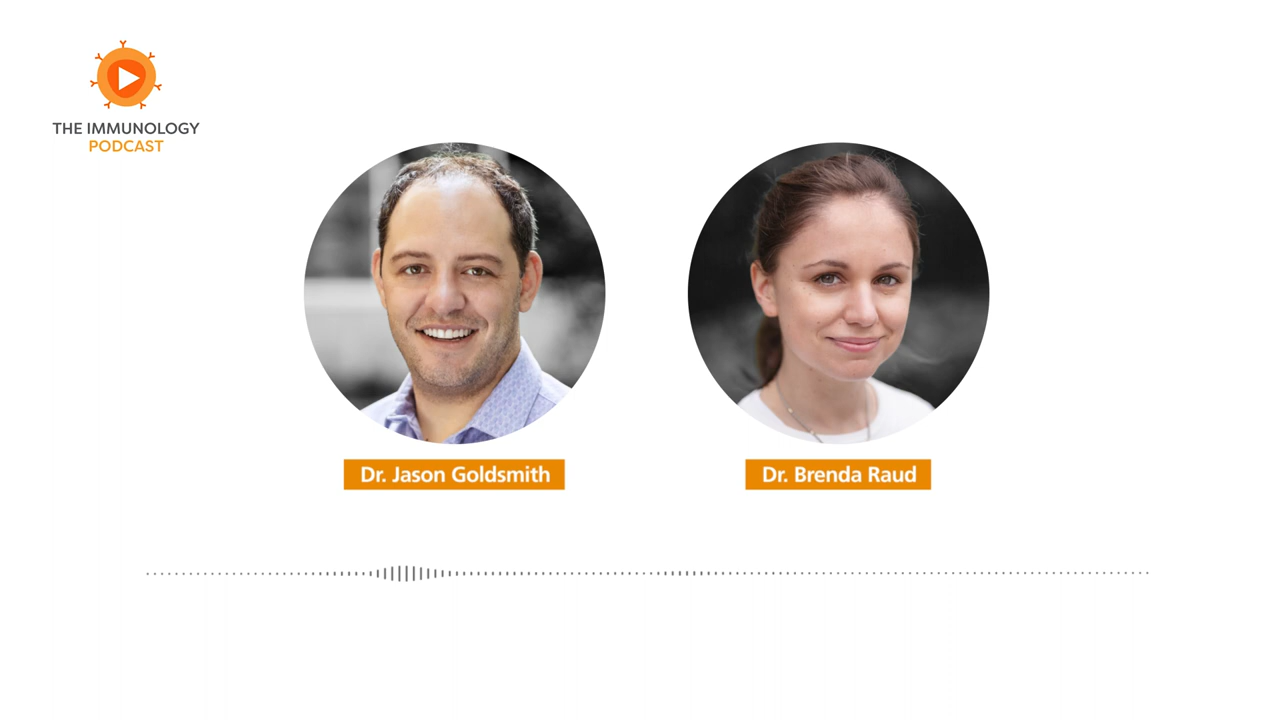 THE IMMUNOLOGY
PODCAST
Dr. Jason Goldsmith
Dr. Brenda Raud